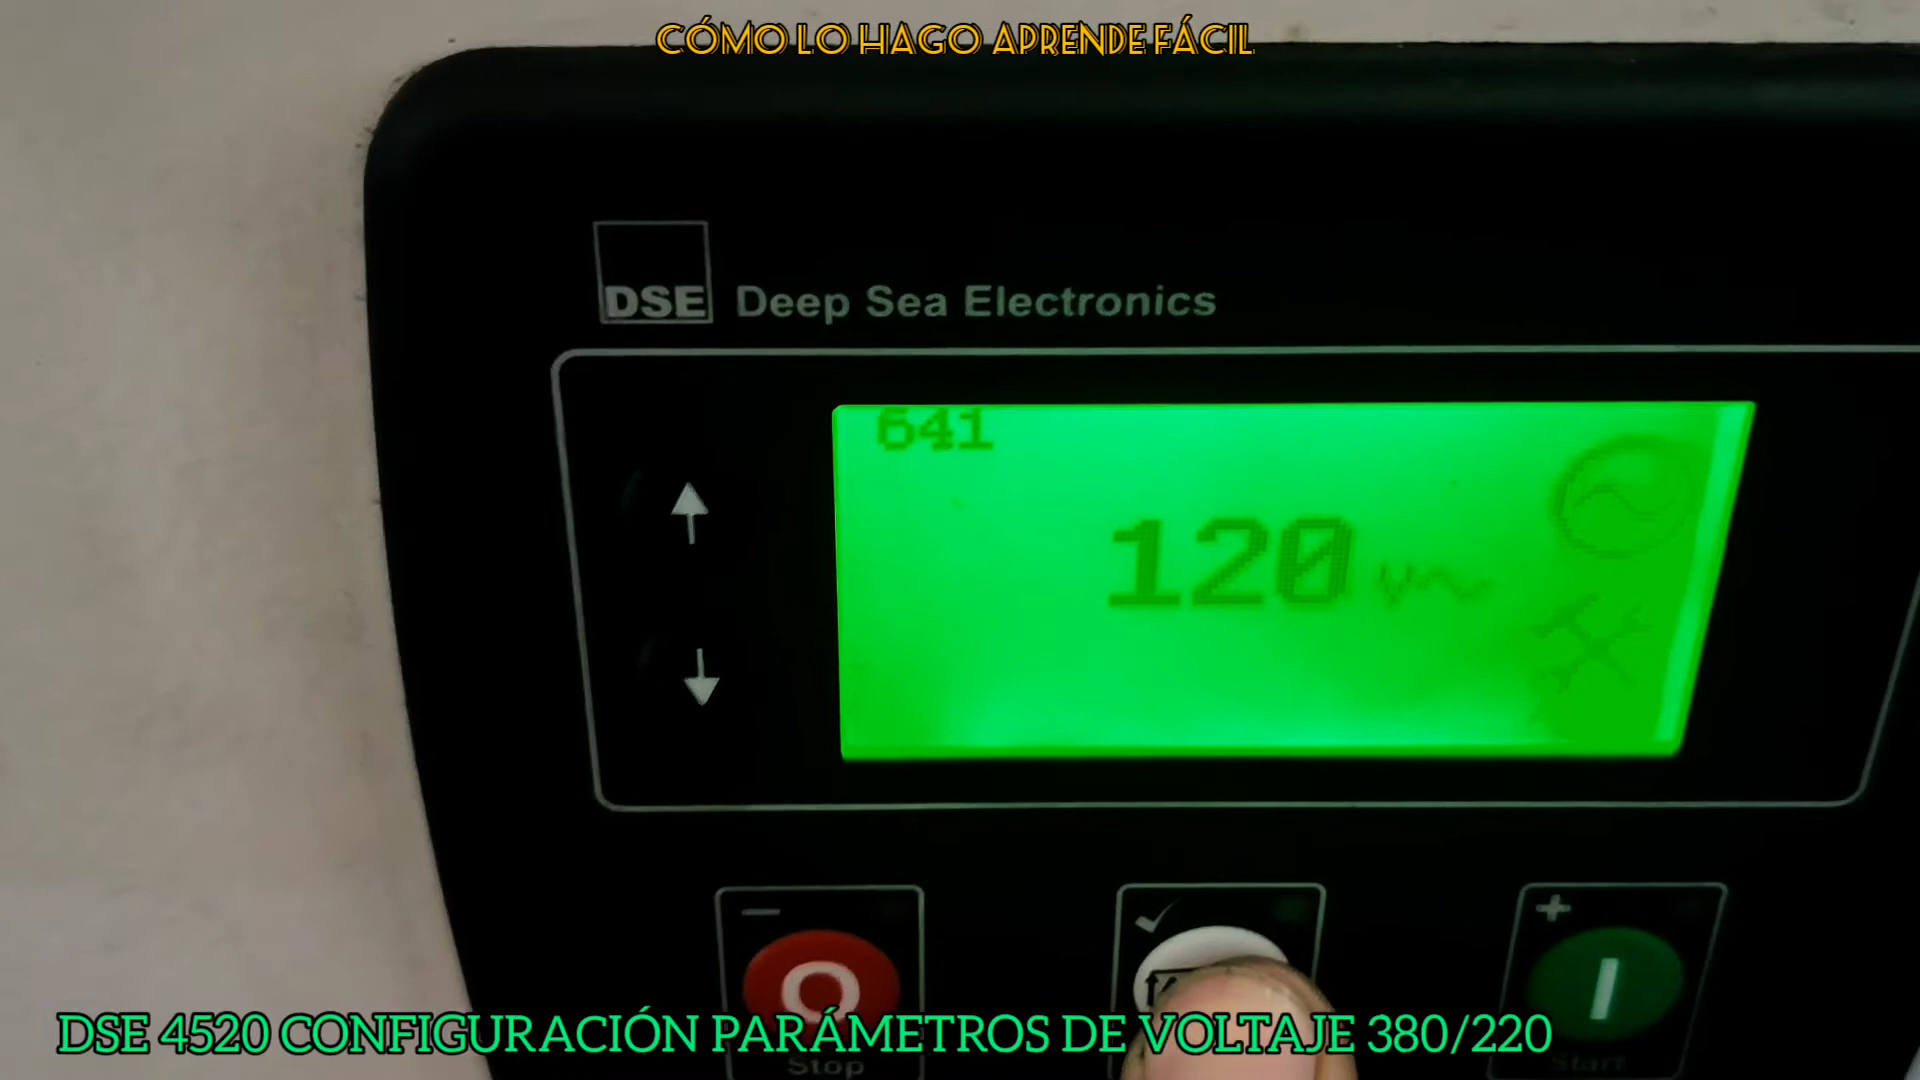 CÓMO LO HAGO APRENDE FÁCIL
DSE Deep Sea Electronics
641
120 V~
DSE 4520 CONFIGURACIÓN PARÁMETROS DE VOLTAJE 380/220
Stop
Start